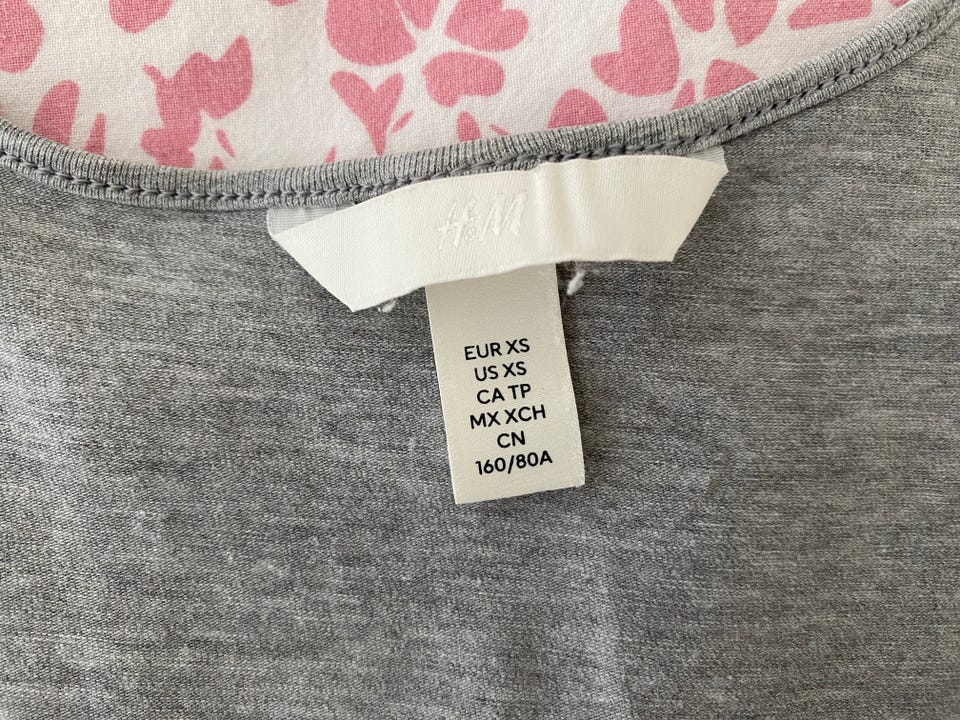 H&M
EUR XS
US XS
CA TP
MX XCH
CN
160/80A